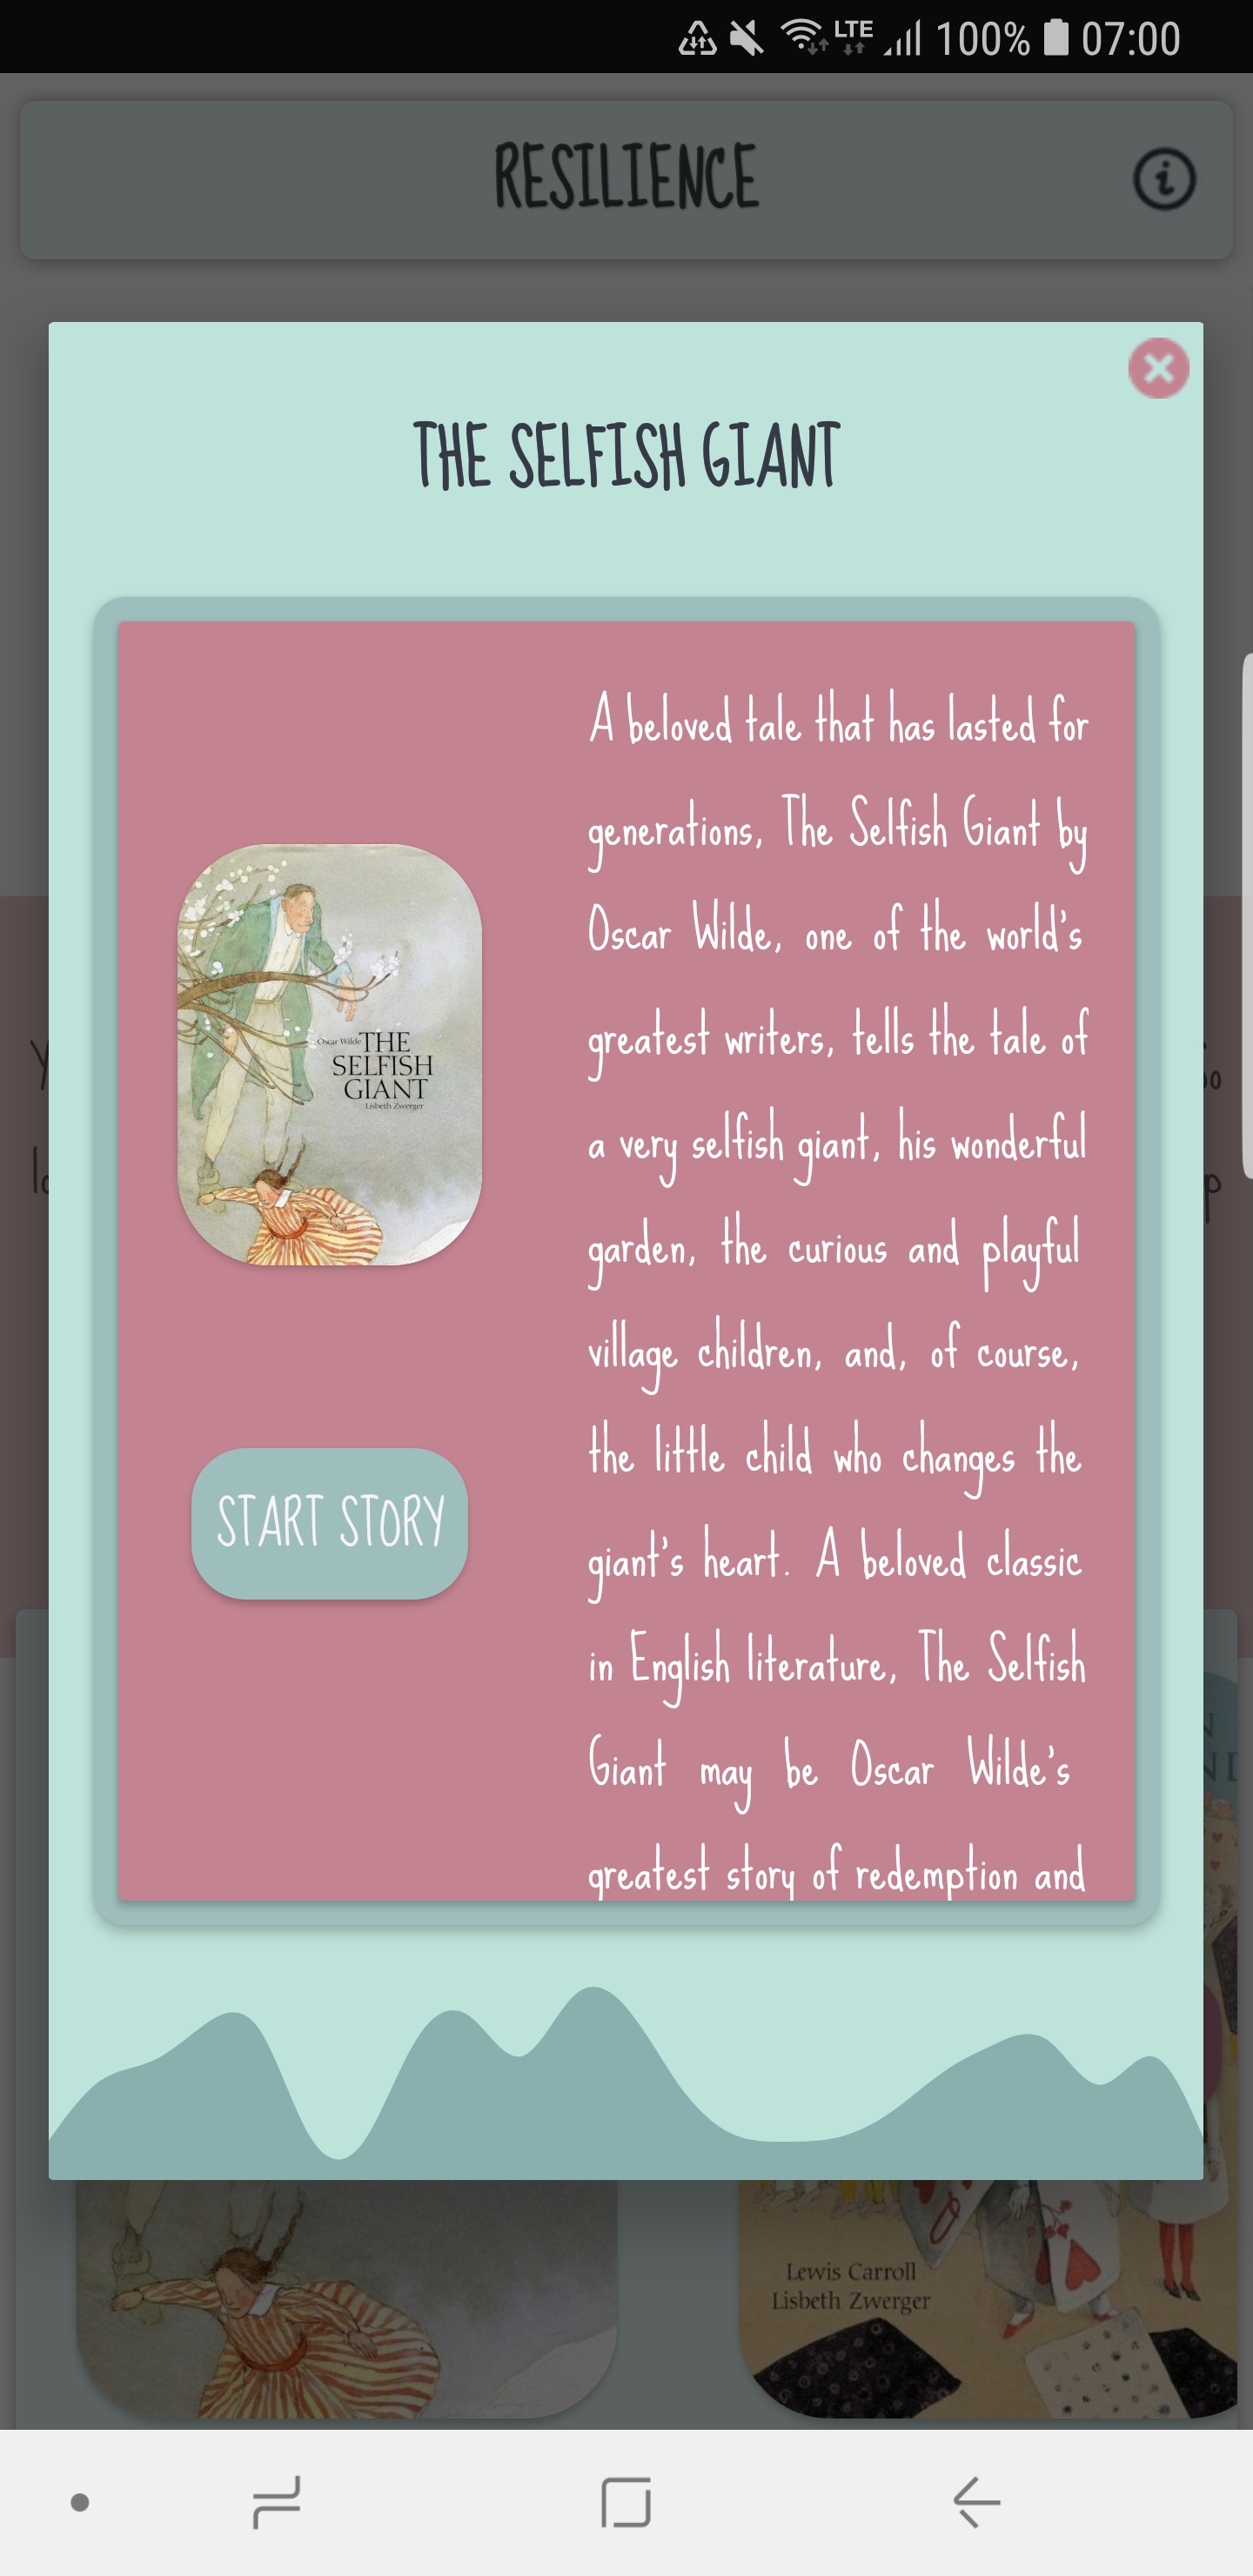 100% 07:00
LTE
RESILIENCE
THE SELFISH GIANT
A beloved tale that has lasted for
generations, The Selfish Giant by
Oscar Wilde, one of the world's
greatest writers, tells the tale of
a very selfish giant, his wonderful
garden, the curious and playful
village children, and, of course,
the little child who changes the
giant's heart. A beloved classic
in English literature, The Selfish
Giant may be Oscar Wilde's
greatest story of redemption and
Oscar Wilde THE
SELFISH
GIANT
Lisbeth Zwerger
START STORY
Lewis Carroll
Lisbeth Zwerger